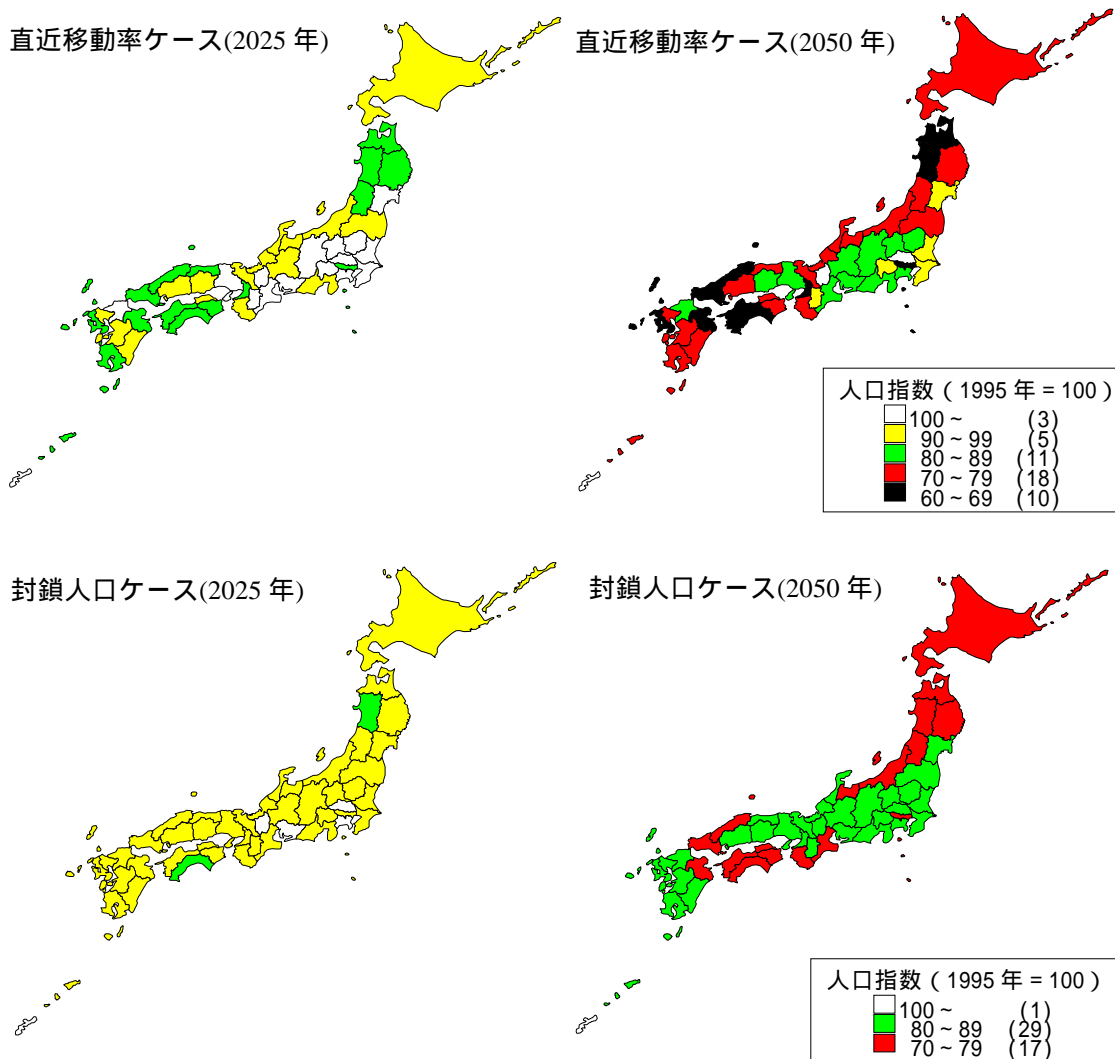 直近移動率ケース(2025 年)
直近移動率ケース(2050 年)
人口指数（1995 年 = 100）
100 ~ (3)
90 ~ 99 (5)
80 ~ 89 (11)
70 ~ 79 (18)
60 ~ 69 (10)
封鎖人口ケース(2025 年)
封鎖人口ケース(2050 年)
人口指数（1995 年 = 100）
100 ~ (1)
80 ~ 89 (29)
70 ~ 79 (17)